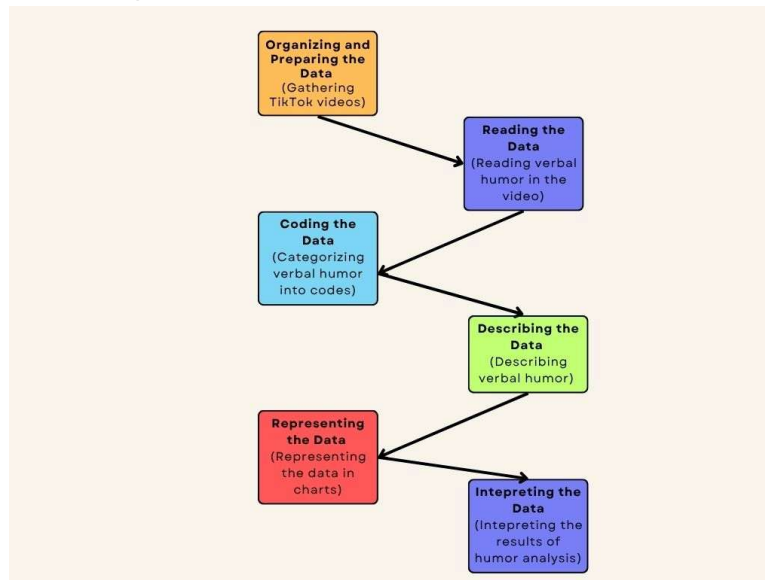 Organizing and
Preparing the
Data
(Gathering
TikTok videos)
Reading the
Data
(Reading verbal
humor in the
video)
Coding the
Data
(Categorizing
verbal humor
into codes)
Describing the
Data
(Describing
verbal humor)
Representing
the Data
(Representing
the data in
charts)
Intepreting the
Data
(Intepreting the
results of
humor analysis)